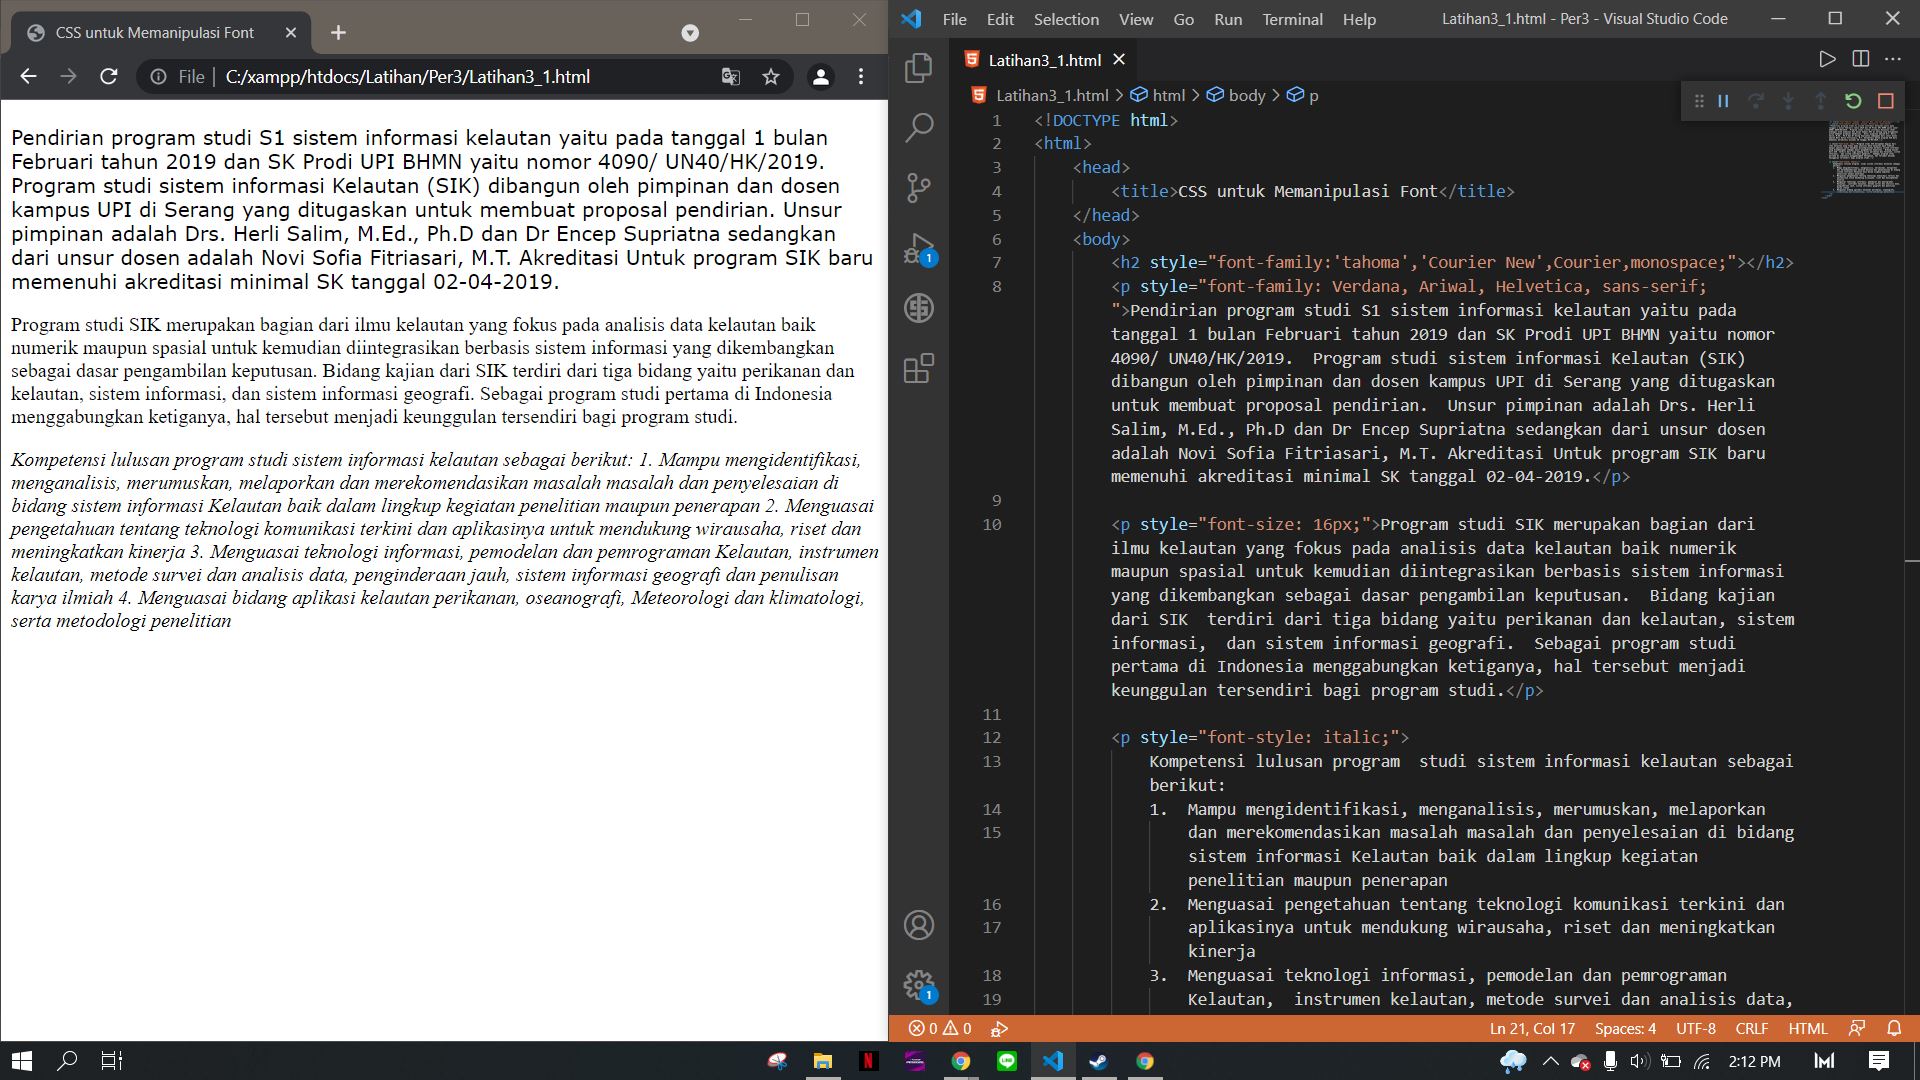 CSS untuk Memanipulasi Font
File
C:/xampp/htdocs/Latihan/Per3/Latihan3_1.html
Pendirian program studi S1 sistem informasi kelautan yaitu pada tanggal 1 bulan
Februari tahun 2019 dan SK Prodi UPI BHMN yaitu nomor 4090/ UN40/HK/2019.
Program studi sistem informasi Kelautan (SIK) dibangun oleh pimpinan dan dosen
kampus UPI di Serang yang ditugaskan untuk membuat proposal pendirian. Unsur
pimpinan adalah Drs. Herli Salim, M.Ed., Ph.D dan Dr Encep Supriatna sedangkan
dari unsur dosen adalah Novi Sofia Fitriasari, M.T. Akreditasi Untuk program SIK baru
memenuhi akreditasi minimal SK tanggal 02-04-2019.
Program studi SIK merupakan bagian dari ilmu kelautan yang fokus pada analisis data kelautan baik
numerik maupun spasial untuk kemudian diintegrasikan berbasis sistem informasi yang dikembangkan
sebagai dasar pengambilan keputusan. Bidang kajian dari SIK terdiri dari tiga bidang yaitu perikanan dan
kelautan, sistem informasi, dan sistem informasi geografi. Sebagai program studi pertama di Indonesia
menggabungkan ketiganya, hal tersebut menjadi keunggulan tersendiri bagi program studi.
Kompetensi lulusan program studi sistem informasi kelautan sebagai berikut: 1. Mampu mengidentifikasi,
menganalisis, merumuskan, melaporkan dan merekomendasikan masalah masalah dan penyelesaian di
bidang sistem informasi Kelautan baik dalam lingkup kegiatan penelitian maupun penerapan 2. Menguasai
pengetahuan tentang teknologi komunikasi terkini dan aplikasinya untuk mendukung wirausaha, riset dan
meningkatkan kinerja 3. Menguasai teknologi informasi, pemodelan dan pemrograman Kelautan, instrumen
kelautan, metode survei dan analisis data, penginderaan jauh, sistem informasi geografi dan penulisan
karya ilmiah 4. Menguasai bidang aplikasi kelautan perikanan, oseanografi, Meteorologi dan klimatologi,
serta metodologi penelitian
File Edit Selection View Go Run Terminal Help Latihan3_1.html - Per3 - Visual Studio Code
Latihan3_1.html
Latihan3_1.html > html > body > p
1 <!DOCTYPE html>
2 <html>
3 <head>
4 <title>CSS untuk Memanipulasi Font</title>
5 </head>
6 <body>
7 <h2 style="font-family:'tahoma','Courier New',Courier,monospace;"></h2>
8 <p style="font-family: Verdana, Ariwal, Helvetica, sans-serif;
">Pendirian program studi S1 sistem informasi kelautan yaitu pada
tanggal 1 bulan Februari tahun 2019 dan SK Prodi UPI BHMN yaitu nomor
4090/ UN40/HK/2019.  Program studi sistem informasi Kelautan (SIK)
dibangun oleh pimpinan dan dosen kampus UPI di Serang yang ditugaskan
untuk membuat proposal pendirian.  Unsur pimpinan adalah Drs. Herli
Salim, M.Ed., Ph.D dan Dr Encep Supriatna sedangkan dari unsur dosen
adalah Novi Sofia Fitriasari, M.T. Akreditasi Untuk program SIK baru
memenuhi akreditasi minimal SK tanggal 02-04-2019.</p>
9
10 <p style="font-size: 16px;">Program studi SIK merupakan bagian dari
ilmu kelautan yang fokus pada analisis data kelautan baik numerik
maupun spasial untuk kemudian diintegrasikan berbasis sistem informasi
yang dikembangkan sebagai dasar pengambilan keputusan.  Bidang kajian
dari SIK  terdiri dari tiga bidang yaitu perikanan dan kelautan, sistem
informasi,  dan sistem informasi geografi.  Sebagai program studi
pertama di Indonesia menggabungkan ketiganya, hal tersebut menjadi
keunggulan tersendiri bagi program studi.</p>
11
12 <p style="font-style: italic;">
13 Kompetensi lulusan program  studi sistem informasi kelautan sebagai
berikut:
14 1.  Mampu mengidentifikasi, menganalisis, merumuskan, melaporkan
15 dan merekomendasikan masalah masalah dan penyelesaian di bidang
sistem informasi Kelautan baik dalam lingkup kegiatan
penelitian maupun penerapan
16 2.  Menguasai pengetahuan tentang teknologi komunikasi terkini dan
17 aplikasinya untuk mendukung wirausaha, riset dan meningkatkan
kinerja
18 3.  Menguasai teknologi informasi, pemodelan dan pemrograman
19 Kelautan,  instrumen kelautan, metode survei dan analisis data,
1
1
0 0 Ln 21, Col 17 Spaces: 4 UTF-8 CRLF HTML
2:12 PM